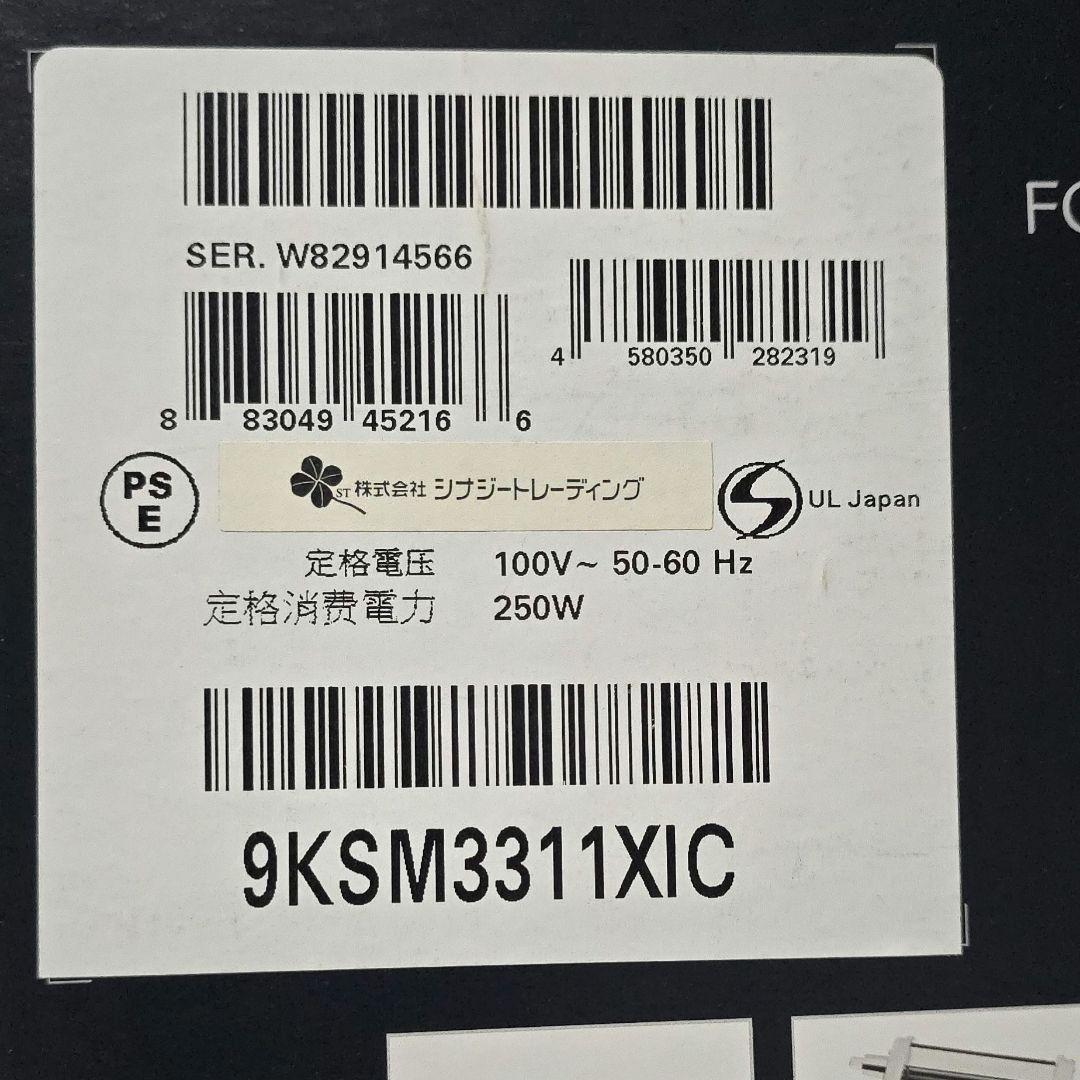 SER. W82914566
4 580350 282319
8 83049 45216 6
PS
E
ST 株式会社 シナジートレーディング
UL Japan
定格電圧 100V~ 50-60 Hz
定格消費電力 250W
9KSM3311XIC